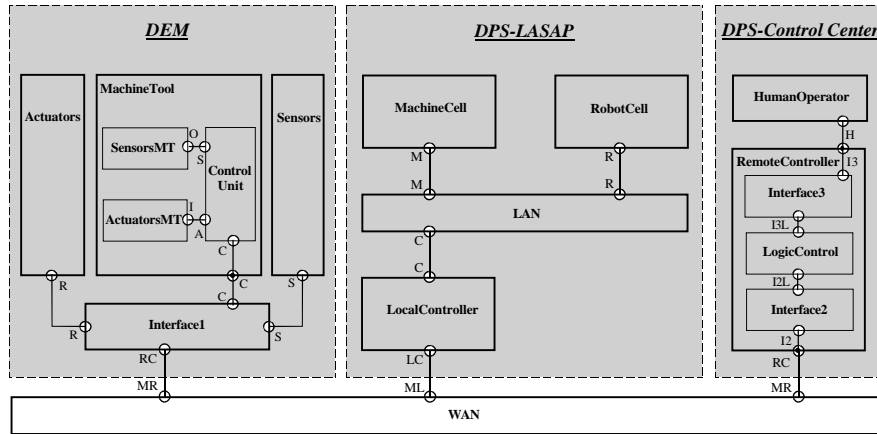 DEM
DPS-LASAP
DPS-Control Center
Actuators
MachineTool
Sensors
SensorsMT
O
S
Control
Unit
ActuatorsMT
I
A
C
C
R
S
C
Interface1
R
S
RC
MR
MachineCell
RobotCell
M
R
M
R
LAN
C
C
LocalController
LC
ML
HumanOperator
H
RemoteController
I3
Interface3
I3L
LogicControl
I2L
Interface2
I2
RC
MR
WAN